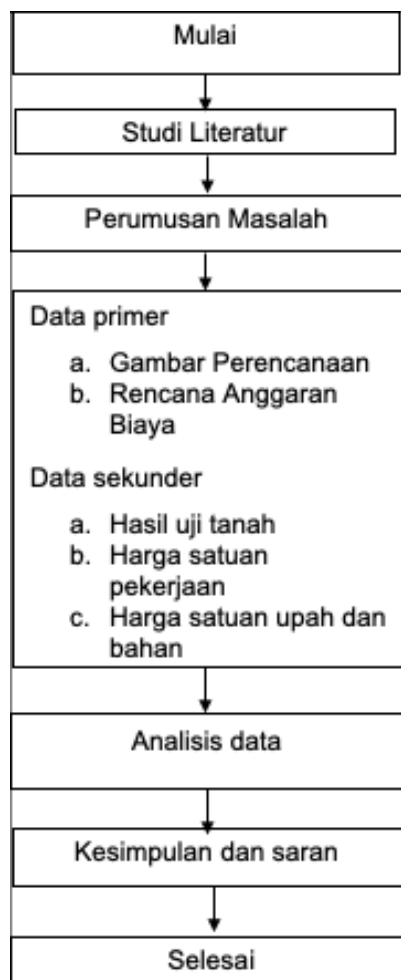 Mulai
Studi Literatur
Perumusan Masalah
Data primer
a. Gambar Perencanaan
b. Rencana Anggaran
Biaya
Data sekunder
a. Hasil uji tanah
b. Harga satuan
pekerjaan
c. Harga satuan upah dan
bahan
Analisis data
Kesimpulan dan saran
Selesai